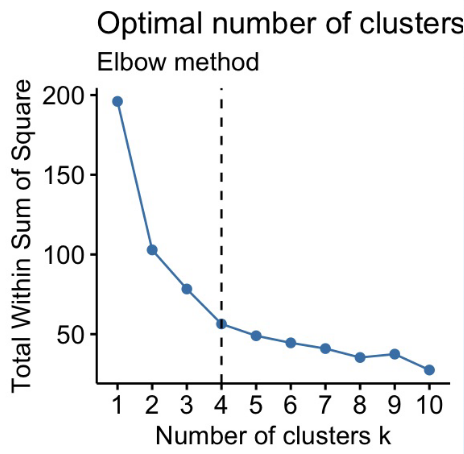 Optimal number of clusters
Elbow method
Total Within Sum of Square
200
150
100
50
1 2 3 4 5 6 7 8 9 10
Number of clusters k